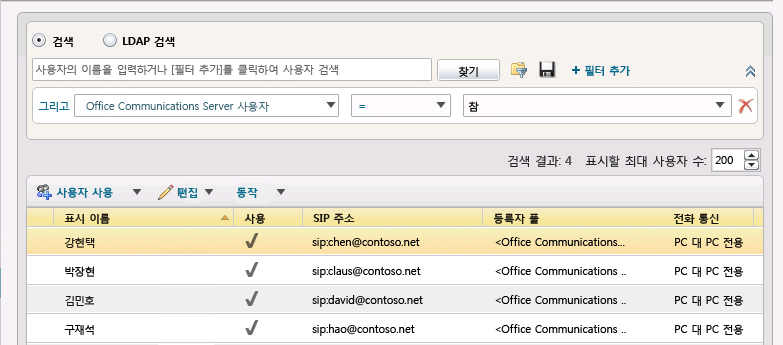 검색 LDAP 검색
사용자의 이름을 입력하거나 [필터 추가]를 클릭하여 사용자 검색 찾기 + 필터 추가
그리고 Office Communications Server 사용자 = 참
검색 결과: 4 표시할 최대 사용자 수: 200
사용자 사용 편집 동작
표시 이름 사용 SIP 주소 등록자 풀 전화 통신
강현택 sip:chen@contoso.net <Office Communications... PC 대 PC 전용
박장현 sip:claus@contoso.net <Office Communications .. PC 대 PC 전용
김민호 sip:david@contoso.net <Office Communications .. PC 대 PC 전용
구재석 sip:hao@contoso.net <Office Communications .. PC 대 PC 전용